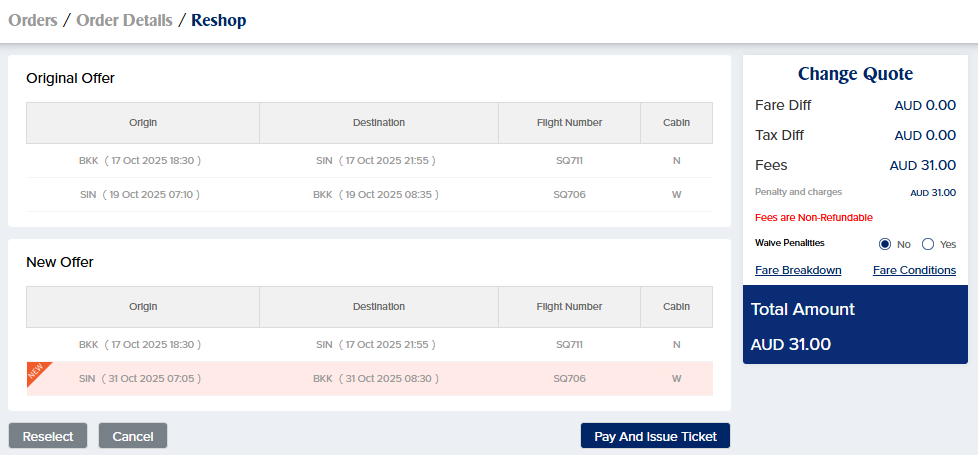 Orders / Order Details / Reshop
Original Offer
Origin Destination Flight Number Cabin
BKK ( 17 Oct 2025 18:30 ) SIN ( 17 Oct 2025 21:55 ) SQ711 N
SIN ( 19 Oct 2025 07:10 ) BKK ( 19 Oct 2025 08:35 ) SQ706 W
New Offer
Origin Destination Flight Number Cabin
BKK ( 17 Oct 2025 18:30 ) SIN ( 17 Oct 2025 21:55 ) SQ711 N
NEW SIN ( 31 Oct 2025 07:05 ) BKK ( 31 Oct 2025 08:30 ) SQ706 W
Reselect Cancel Pay And Issue Ticket
Change Quote
Fare Diff AUD 0.00
Tax Diff AUD 0.00
Fees AUD 31.00
Penalty and charges AUD 31.00
Fees are Non-Refundable
Waive Penalities No Yes
Fare Breakdown Fare Conditions
Total Amount
AUD 31.00